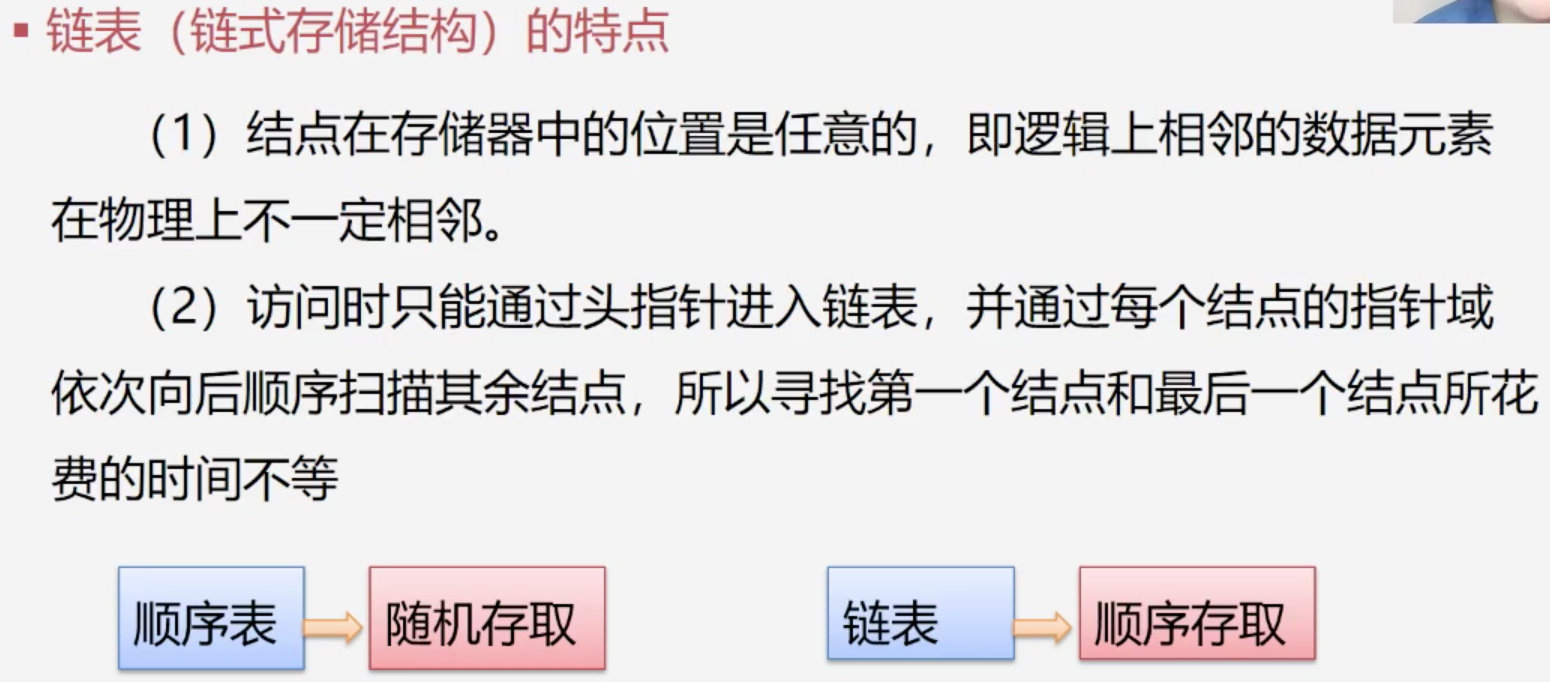 ▪ 链表（链式存储结构）的特点
（1）结点在存储器中的位置是任意的，即逻辑上相邻的数据元素
在物理上不一定相邻。
（2）访问时只能通过头指针进入链表，并通过每个结点的指针域
依次向后顺序扫描其余结点，所以寻找第一个结点和最后一个结点所花
费的时间不等
顺序表
随机存取
链表
顺序存取